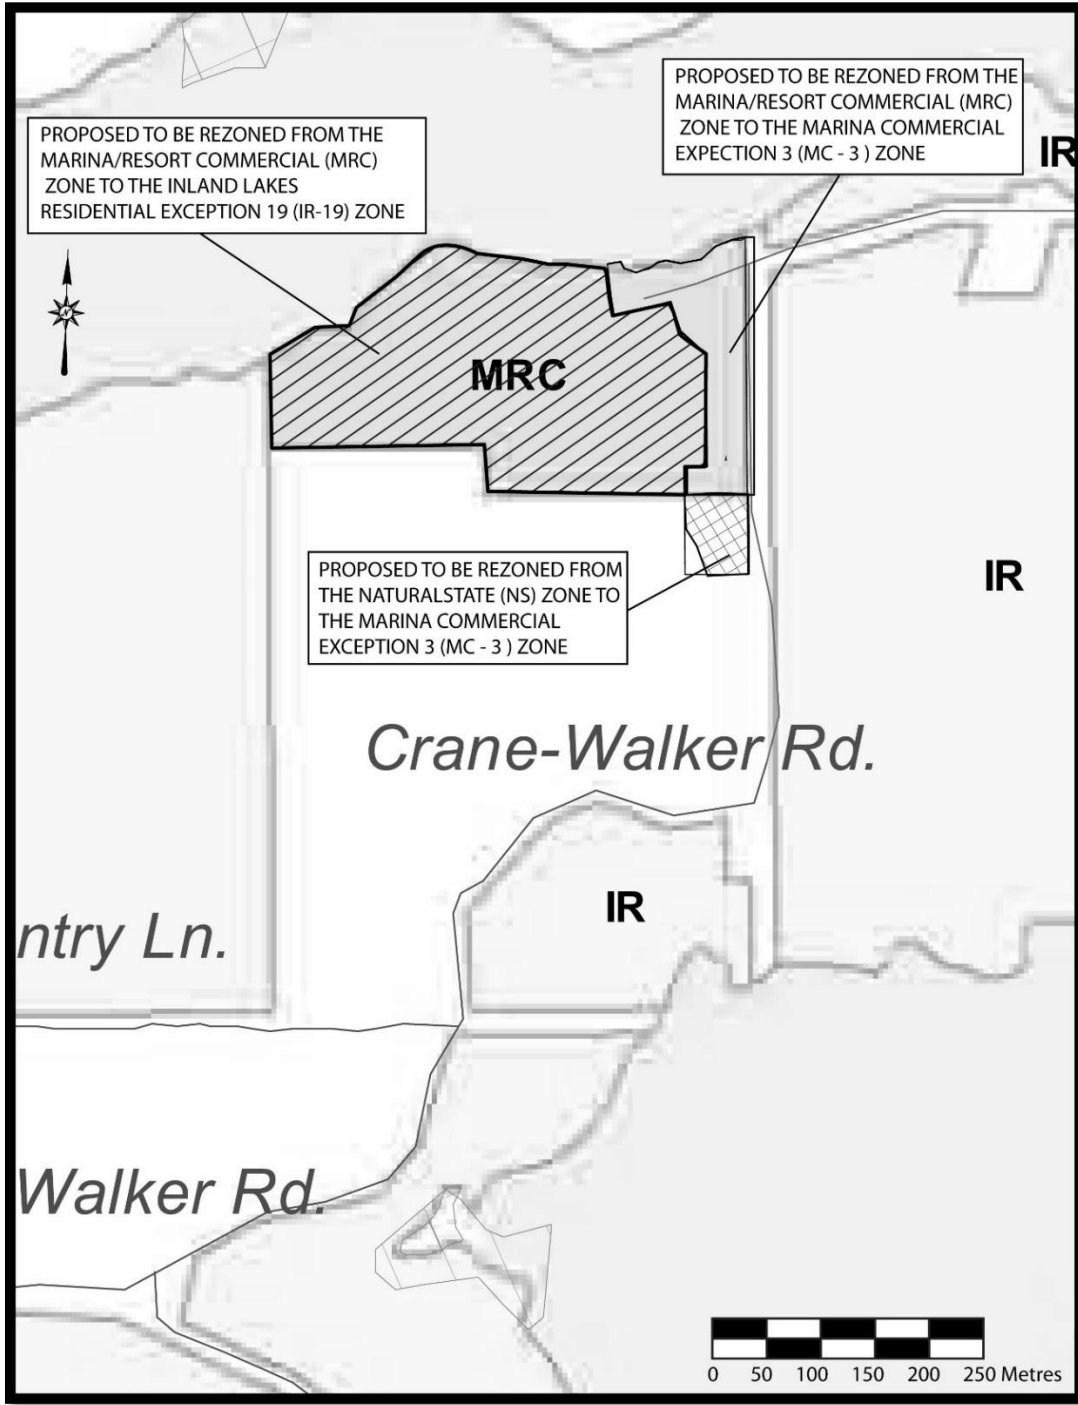 PROPOSED TO BE REZONED FROM THE
MARINA/RESORT COMMERCIAL (MRC)
ZONE TO THE MARINA COMMERCIAL
EXPECTION 3 (MC - 3 ) ZONE
PROPOSED TO BE REZONED FROM THE
MARINA/RESORT COMMERCIAL (MRC)
ZONE TO THE INLAND LAKES
RESIDENTIAL EXCEPTION 19 (IR-19) ZONE
IR
N
MRC
PROPOSED TO BE REZONED FROM
THE NATURALSTATE (NS) ZONE TO
THE MARINA COMMERCIAL
EXCEPTION 3 (MC - 3 ) ZONE
IR
Crane-Walker Rd.
IR
ntry Ln.
Walker Rd.
0 50 100 150 200 250 Metres